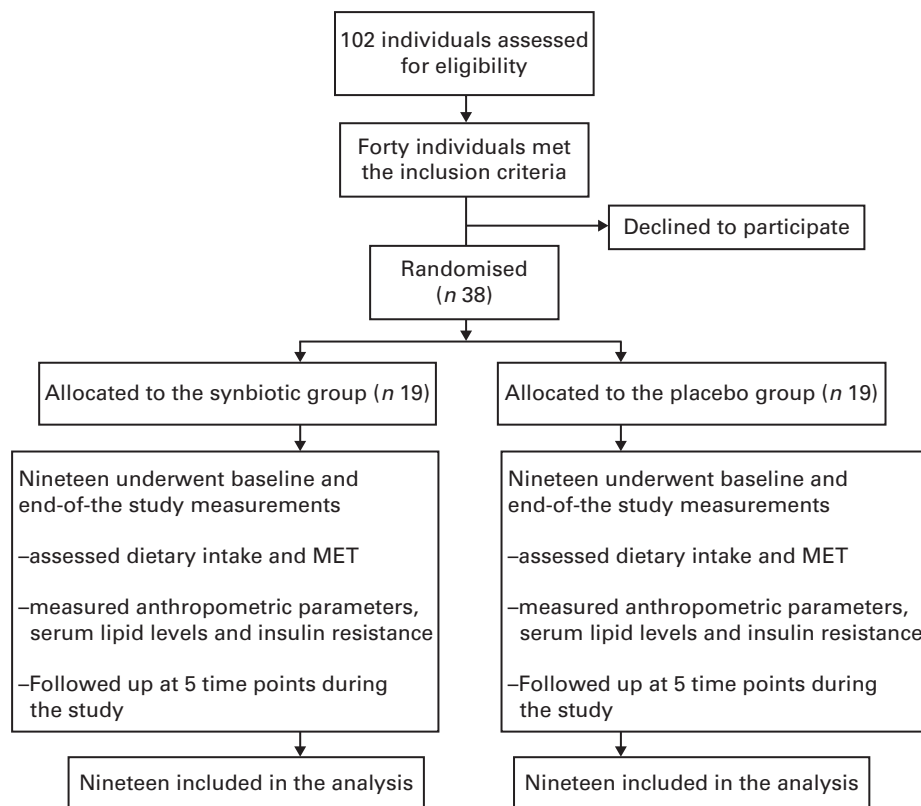 102 individuals assessed
for eligibility
Forty individuals met
the inclusion criteria
Declined to participate
Randomised
(n 38)
Allocated to the synbiotic group (n 19)
Allocated to the placebo group (n 19)
Nineteen underwent baseline and
end-of-the study measurements
–assessed dietary intake and MET
–measured anthropometric parameters,
serum lipid levels and insulin resistance
–Followed up at 5 time points during
the study
Nineteen underwent baseline and
end-of-the study measurements
–assessed dietary intake and MET
–measured anthropometric parameters,
serum lipid levels and insulin resistance
–Followed up at 5 time points during
the study
Nineteen included in the analysis
Nineteen included in the analysis